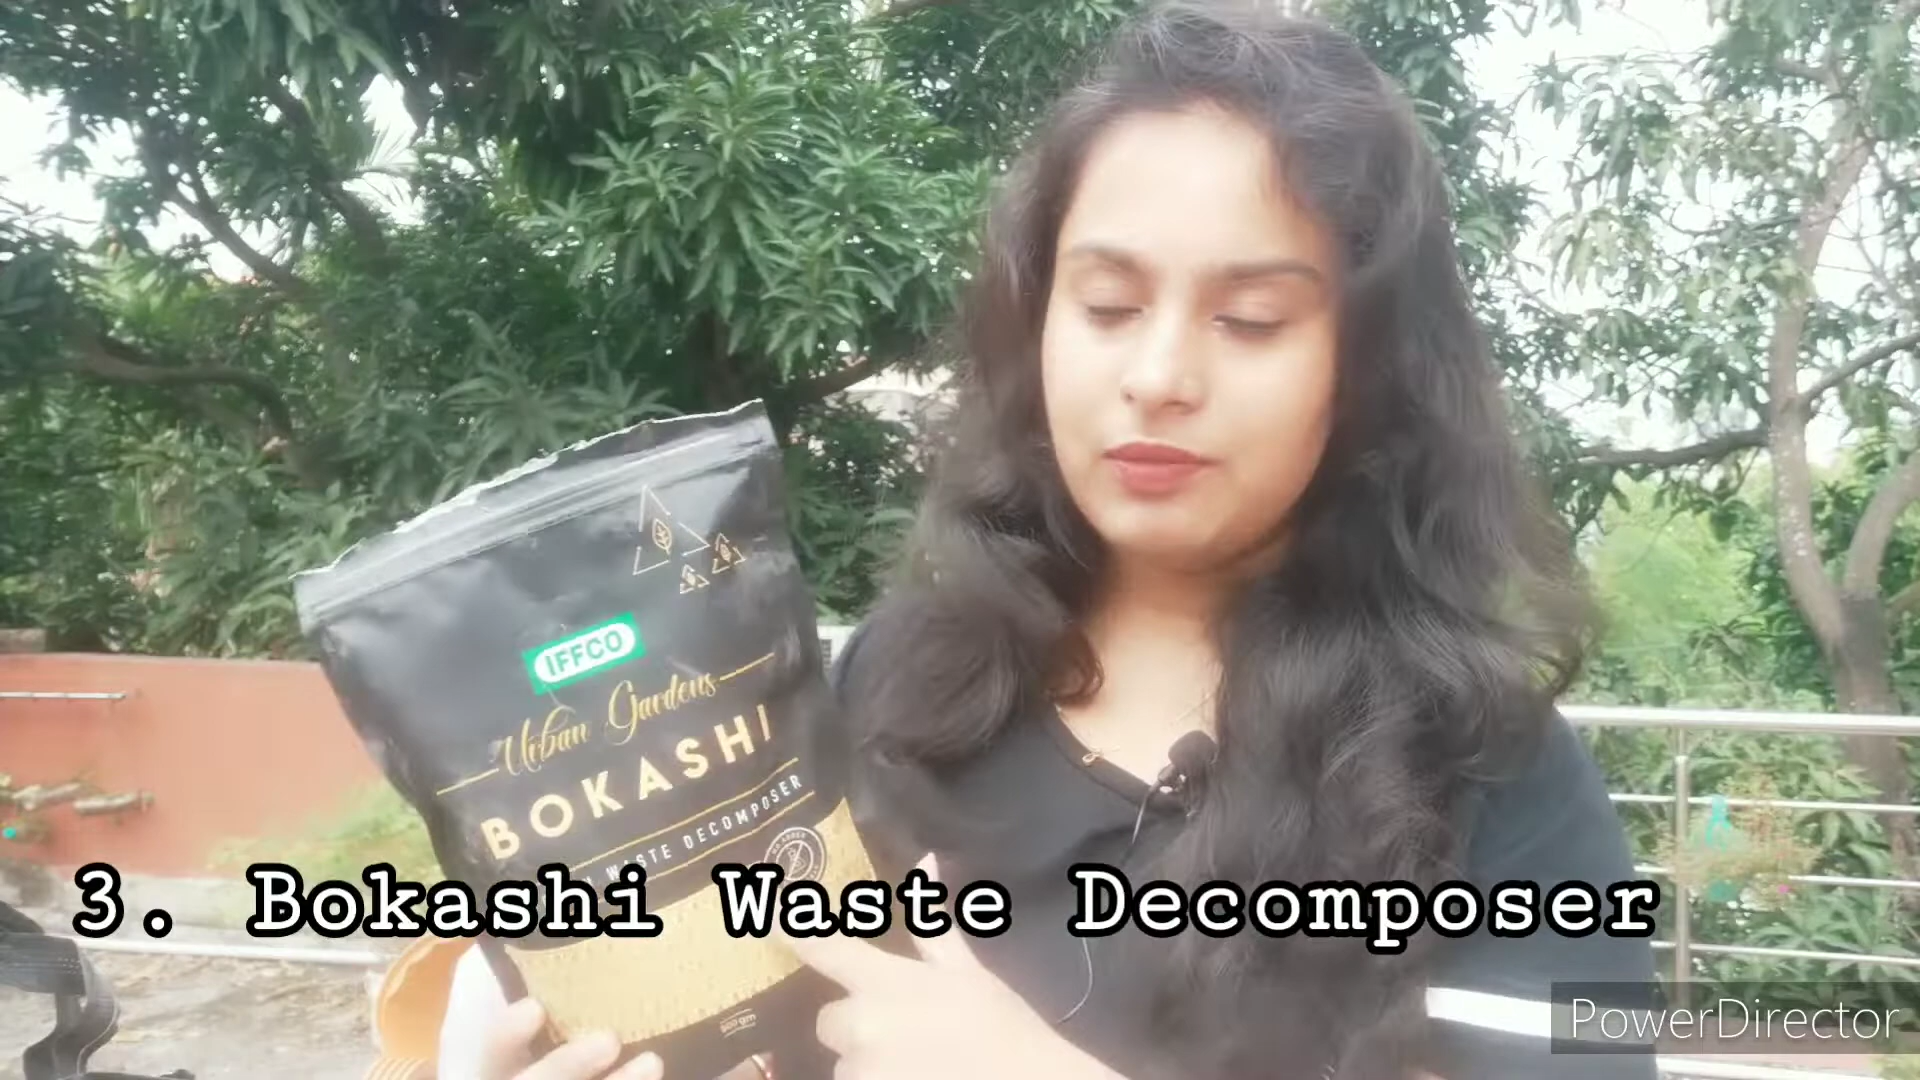 IFFCO
Urban Gardens
BOKASHI
WASTE DECOMPOSER
3. Bokashi Waste Decomposer
PowerDirector